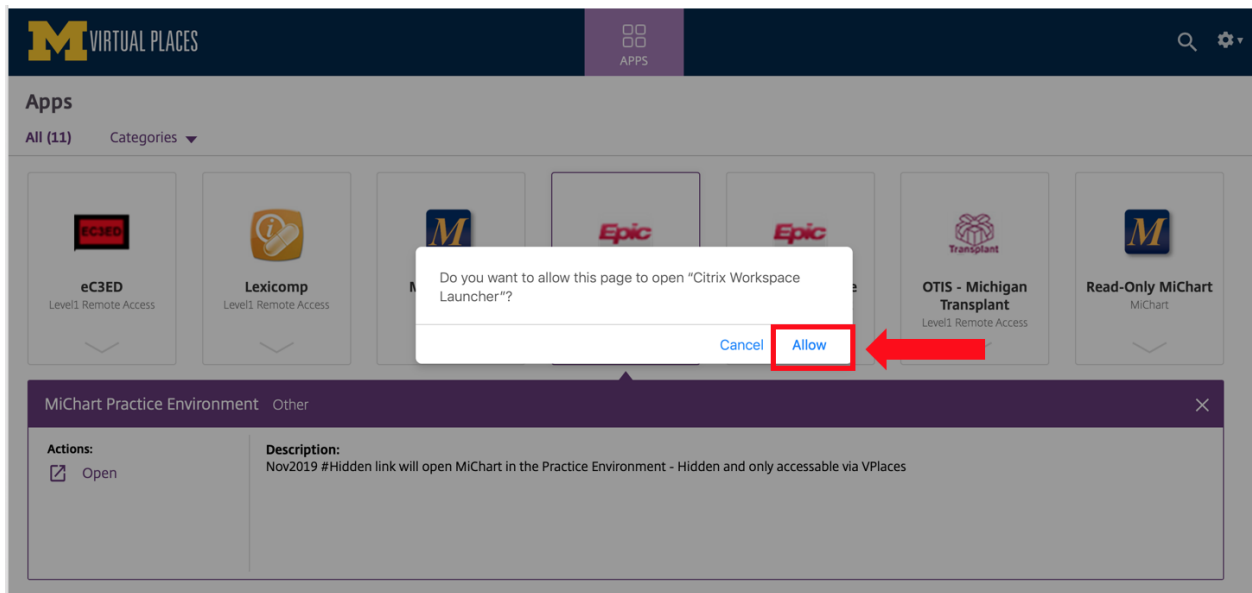 M VIRTUAL PLACES
APPS
Apps
All (11) Categories
EC3ED
M
Epic
Epic
Transplant
M
eC3ED
Level1 Remote Access
Lexicomp
Level1 Remote Access
OTIS - Michigan
Transplant
Level1 Remote Access
Read-Only MiChart
MiChart
Do you want to allow this page to open “Citrix Workspace
Launcher”?
Cancel Allow
MiChart Practice Environment Other
Actions:
Open
Description:
Nov2019 #Hidden link will open MiChart in the Practice Environment - Hidden and only accessable via VPlaces